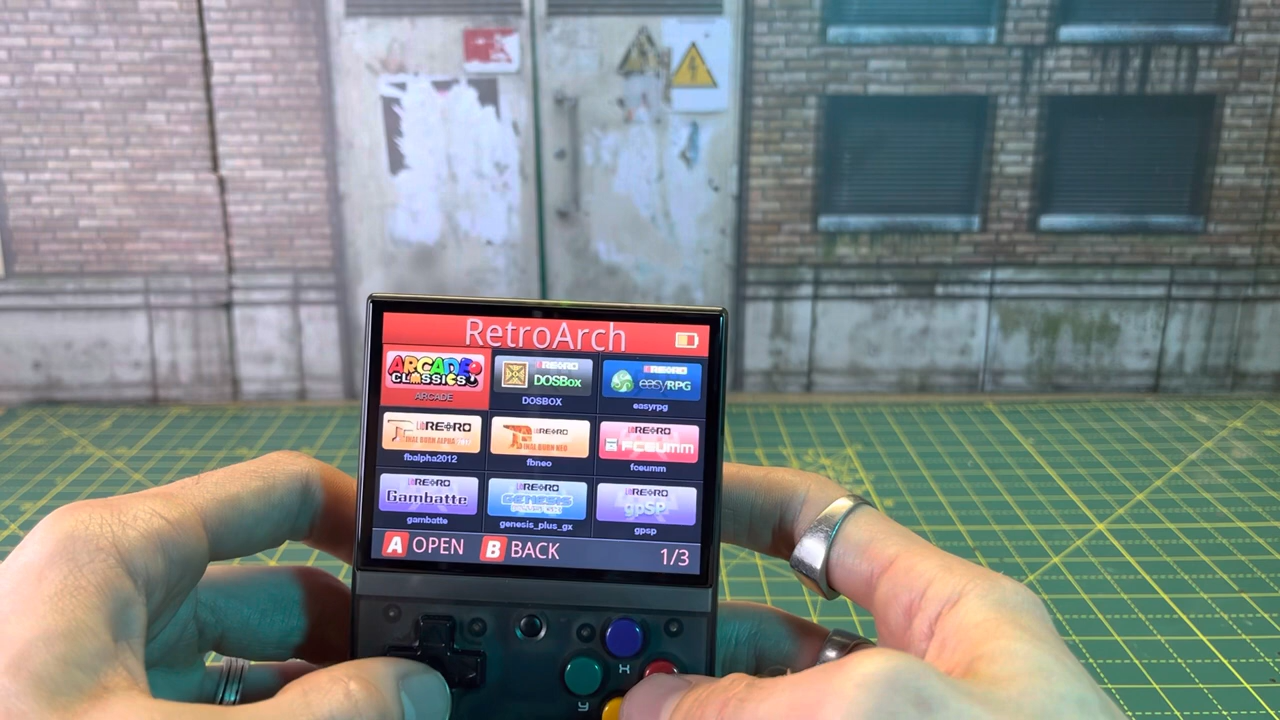 RetroArch
ARCADE
CLASSICS
ARCADE
RETRO
DOSBox
DOSBOX
RETRO
easyRPG
easyrpg
RETRO
fbalpha2012
RETRO
fbneo
RETRO
FCEUMM
fceumm
RETRO
Gambatte
gambatte
RETRO
GENESIS
genesis_plus_gx
RETRO
gpSP
gpsp
A OPEN B BACK 1/3
X
Y